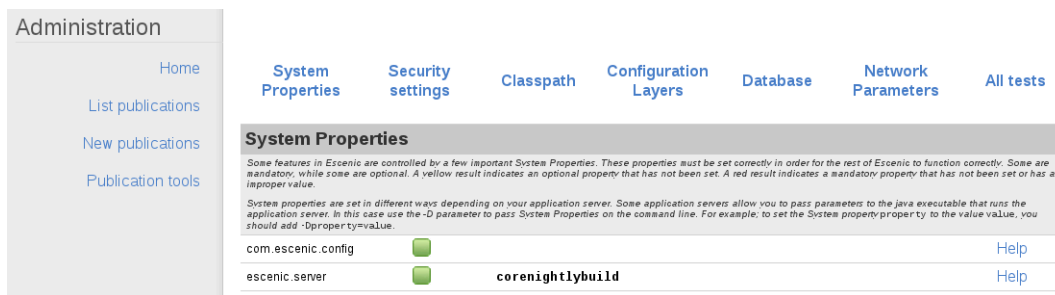 Administration
Home
List publications
New publications
Publication tools
System Properties
Security settings
Classpath
Configuration Layers
Database
Network Parameters
All tests
System Properties
Some features in Escenic are controlled by a few important System Properties. These properties must be set correctly in order for the rest of Escenic to function correctly. Some are
mandatory, while some are optional. A yellow result indicates an optional property that has not been set. A red result indicates a mandatory property that has not been set or has a
improper value.
System properties are set in different ways depending on your application server. Some application servers allow you to pass parameters to the java executable that runs the
application server. In this case use the -D parameter to pass System Properties on the command line. For example; to set the System property property to the value value, you
should add -Dproperty=value.
com.escenic.config Help
escenic.server corenightlybuild Help